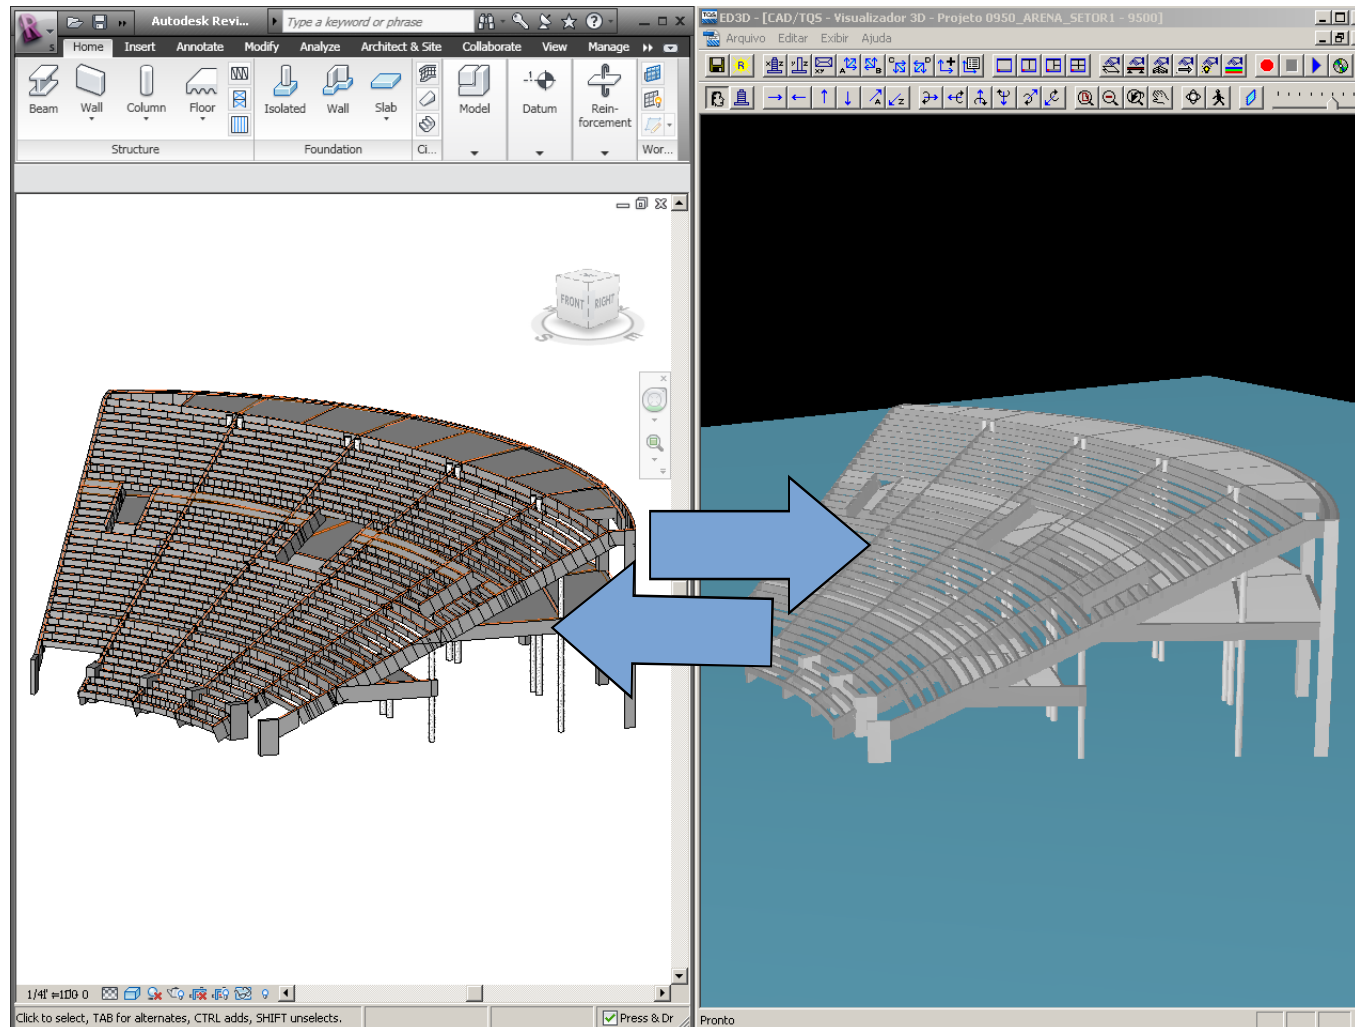 Autodesk Revi...
Type a keyword or phrase
Home Insert Annotate Modify Analyze Architect & Site Collaborate View Manage
Beam Wall Column Floor Isolated Wall Slab Model Datum Rein-
forcement
Structure Foundation Ci... Wor...
FRONT RIGHT
S E
Click to select, TAB for alternates, CTRL adds, SHIFT unselects.
Press & Dr
TQS ED3D - [CAD/TQS - Visualizador 3D - Projeto 0950_ARENA_SETOR1 - 9500]
Arquivo Editar Exibir Ajuda
Pronto